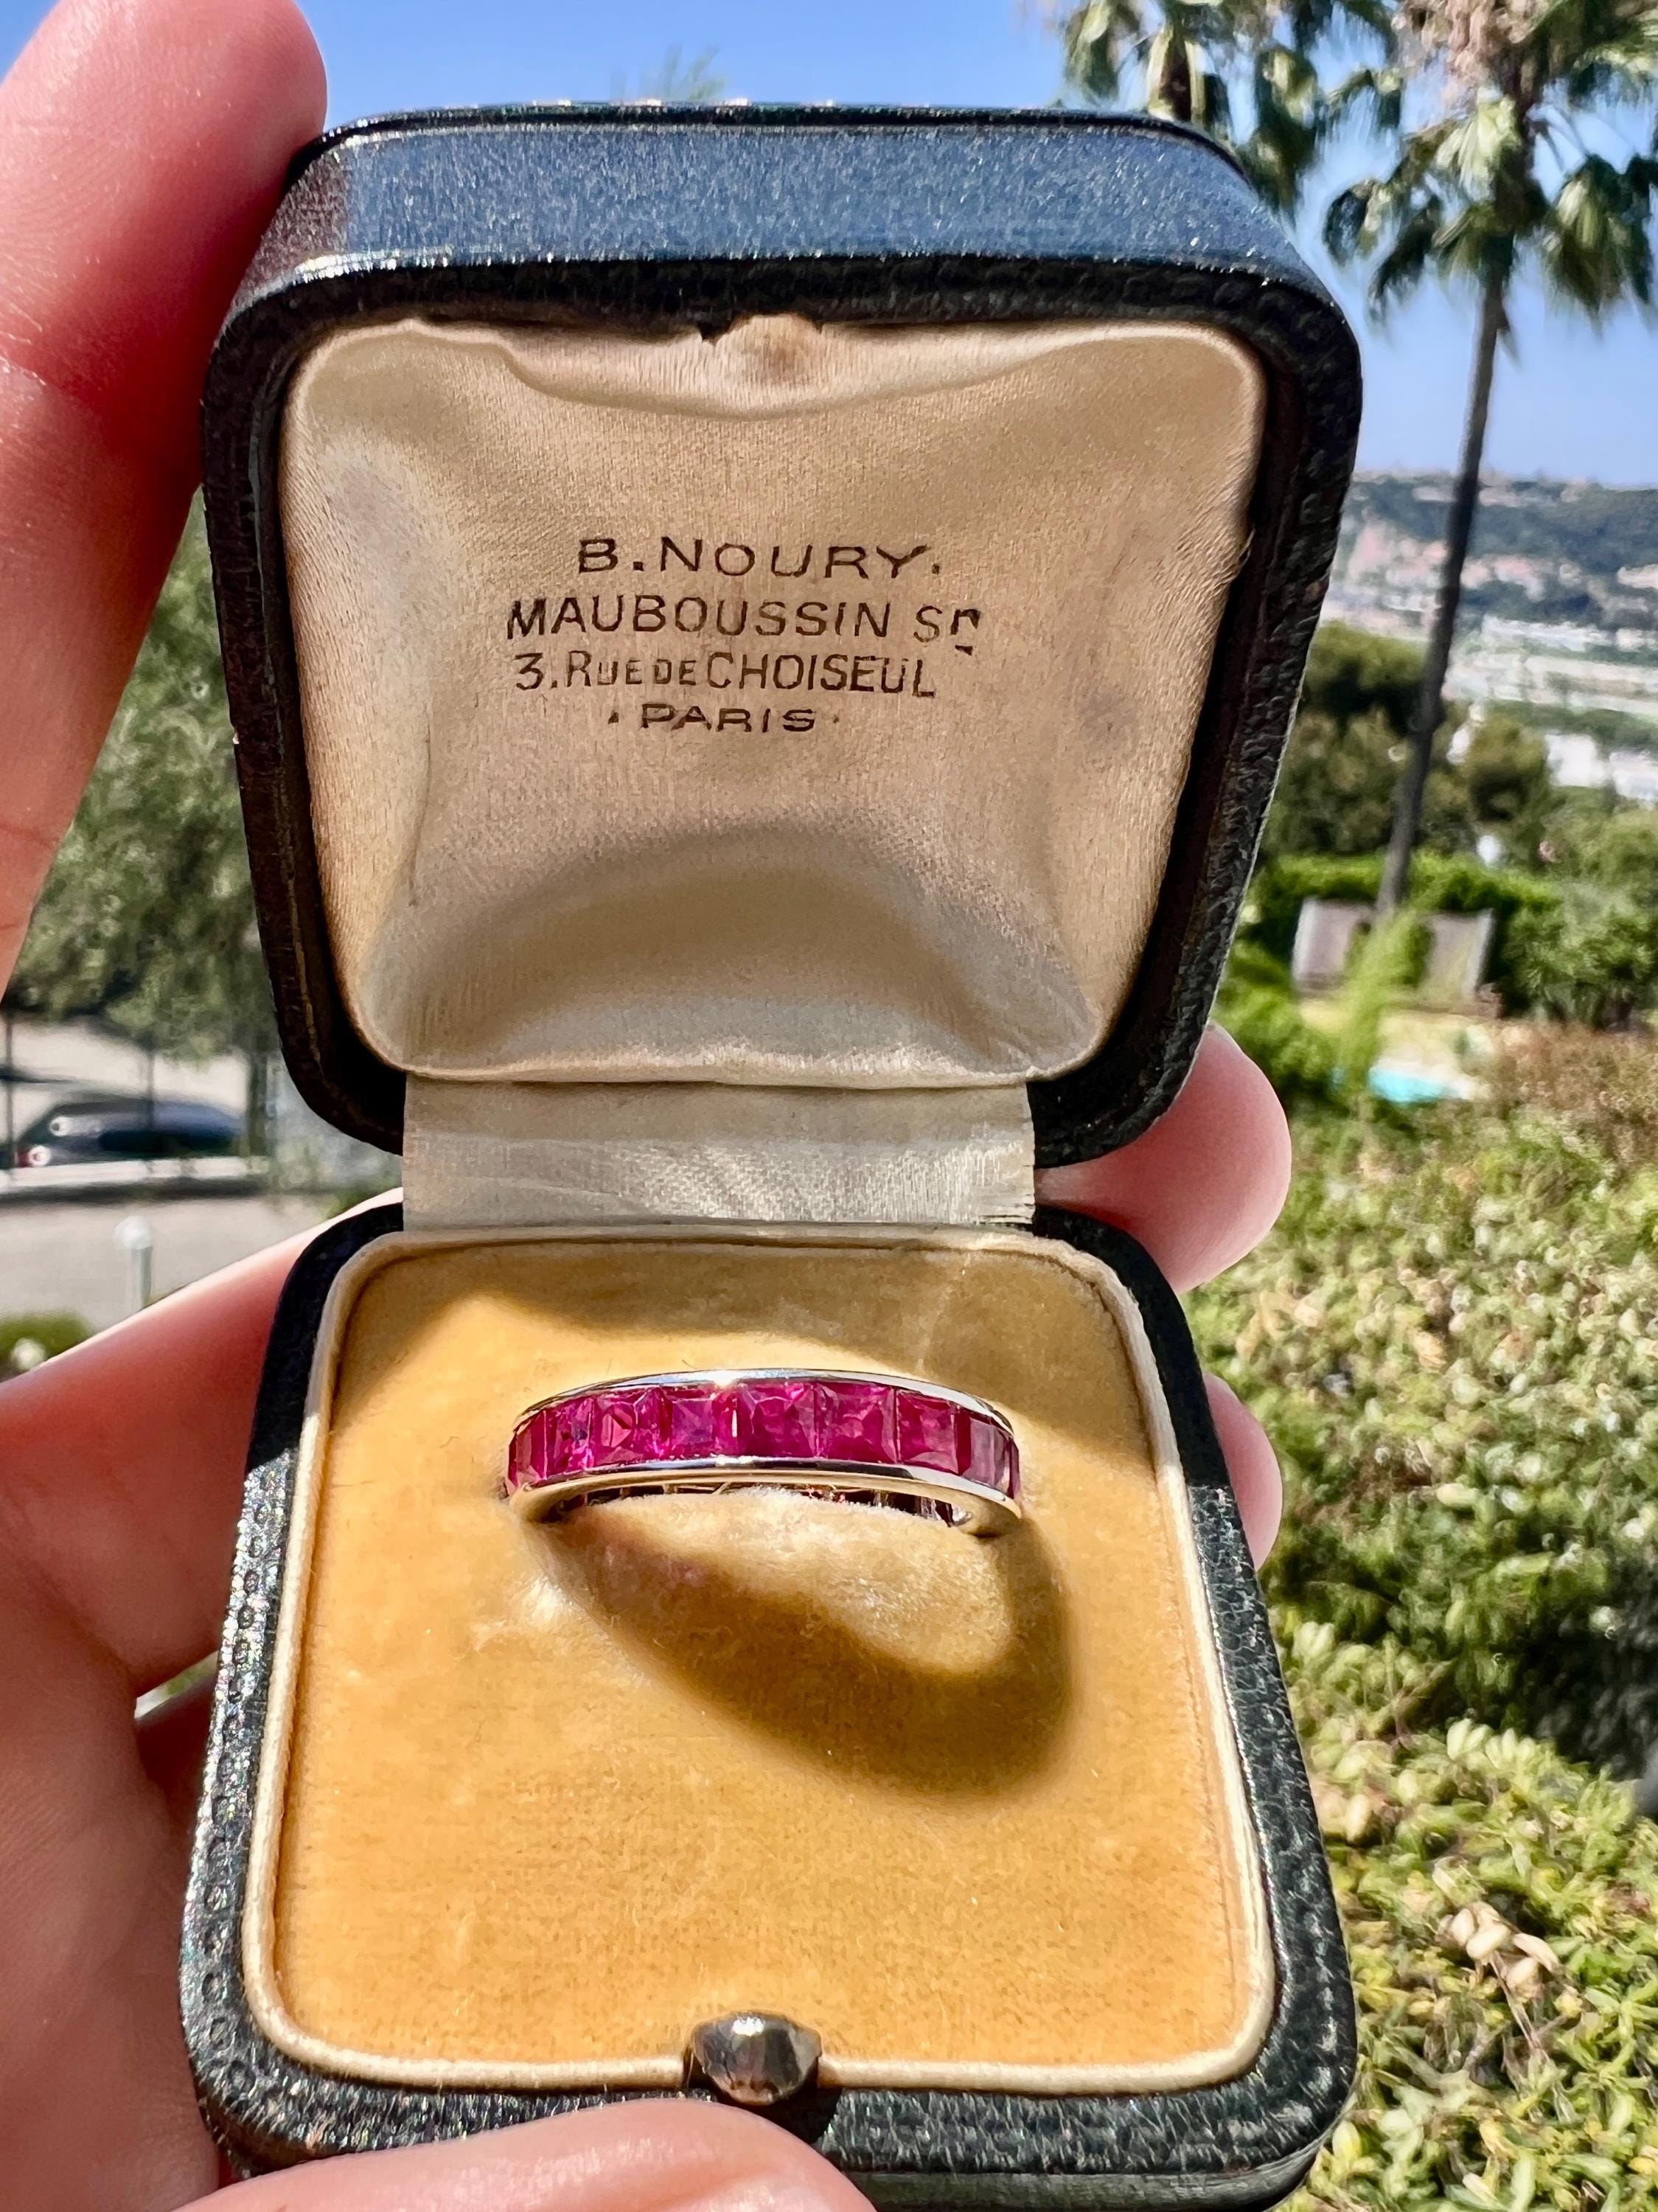 B. NOURY.
MAUBOUSSIN Sr
3. RUE DE CHOISEUL
· PARIS ·